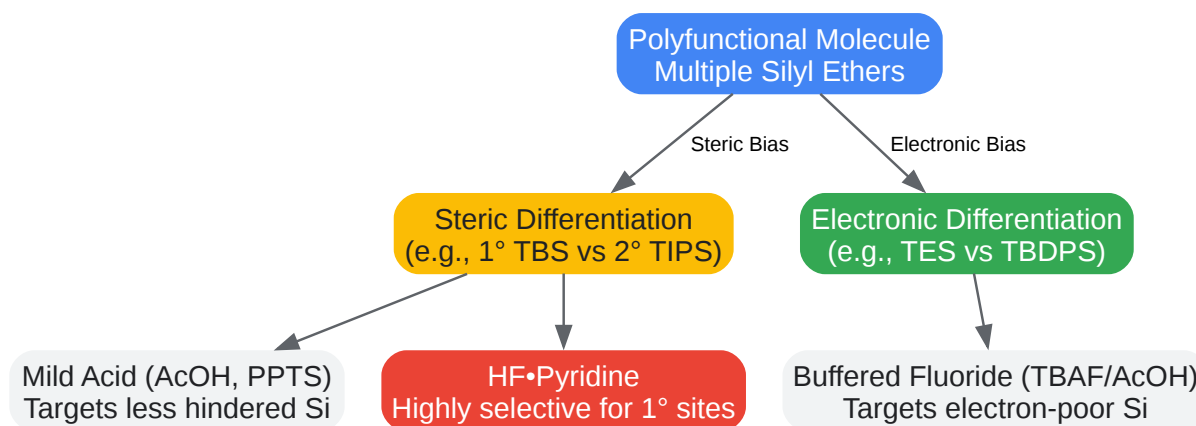 Polyfunctional Molecule
Multiple Silyl Ethers
Steric Bias
Electronic Bias
Steric Differentiation
(e.g., 1° TBS vs 2° TIPS)
Electronic Differentiation
(e.g., TES vs TBDPS)
Mild Acid (AcOH, PPTS)
Targets less hindered Si
HF•Pyridine
Highly selective for 1° sites
Buffered Fluoride (TBAF/AcOH)
Targets electron-poor Si